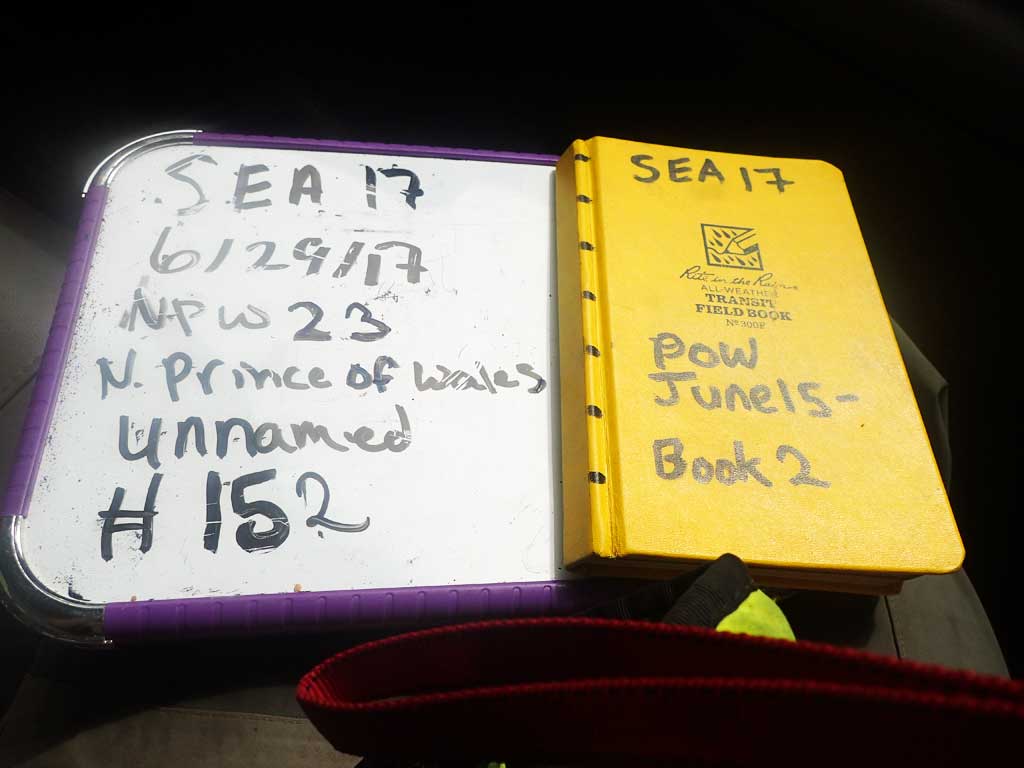 SEA 17
6/29/17
NPW 23
N. Prince of Wales
Unnamed
# 152
SEA 17
Rite in the Rain
ALL-WEATHER
TRANSIT
FIELD BOOK
Nº 300F
POW
June 15-
Book 2